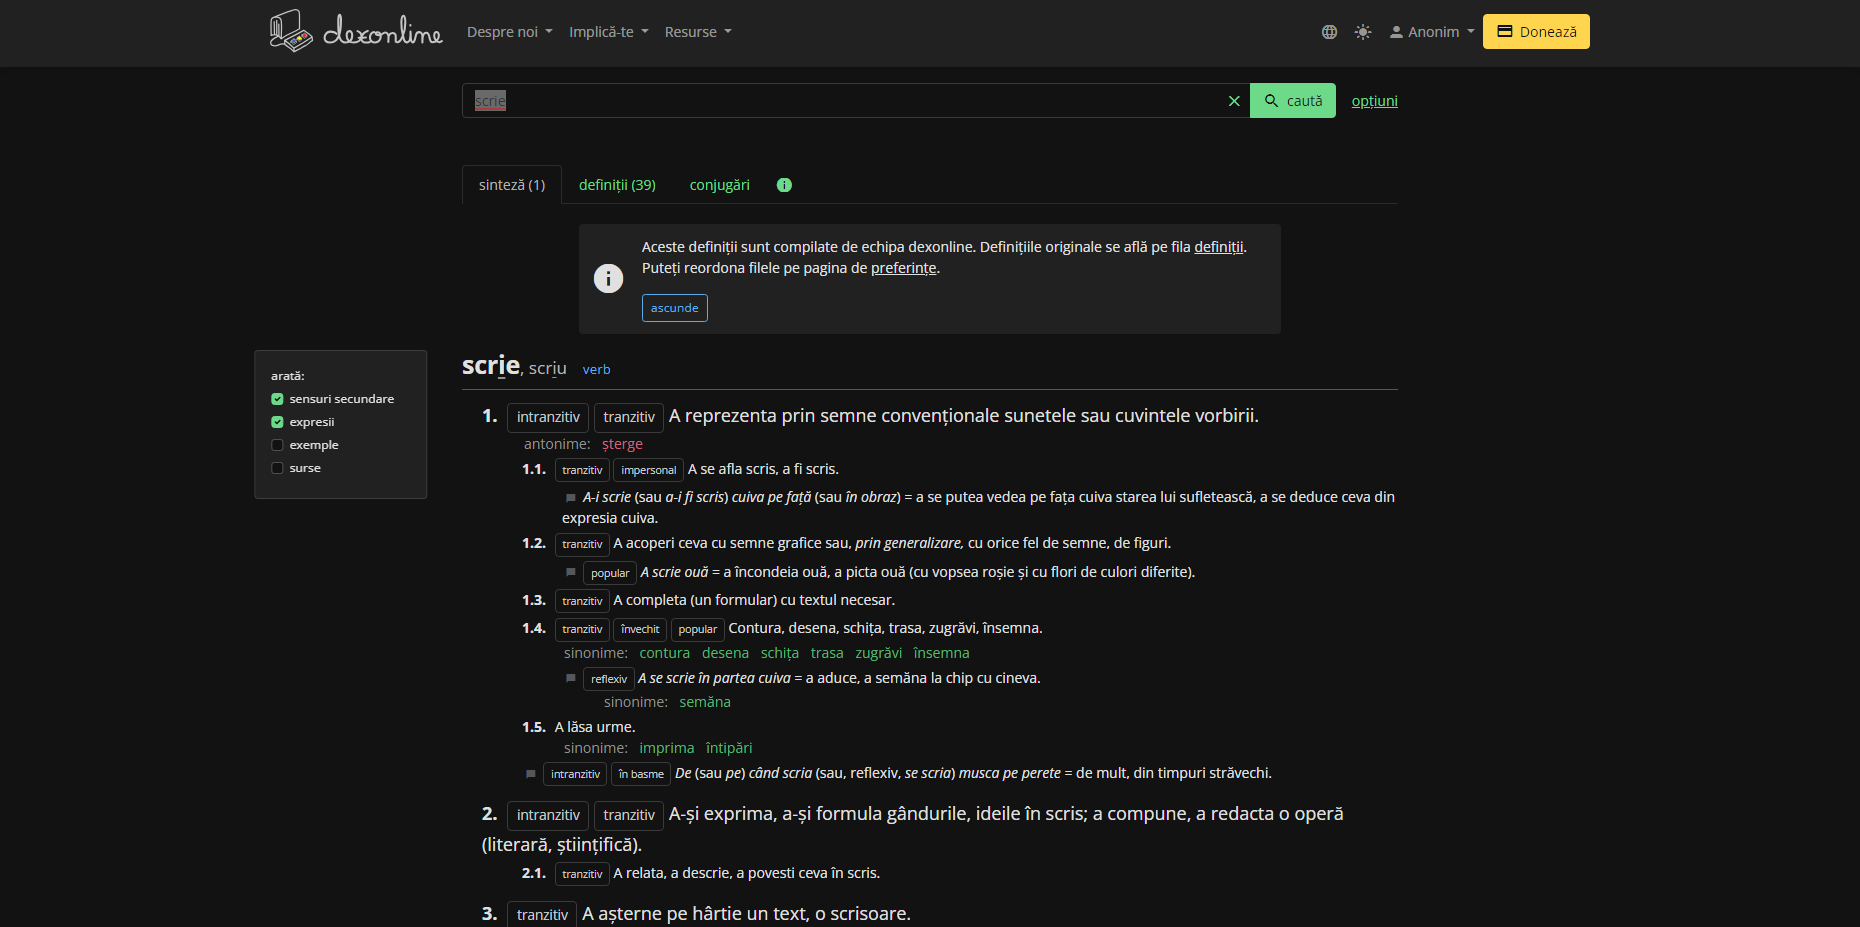 dexonline Despre noi Implică-te Resurse Anonim Donează
scrie caută opțiuni
sinteză (1) definiții (39) conjugări
Aceste definiții sunt compilate de echipa dexonline. Definițiile originale se află pe fila definiții.
Puteți reordona filele pe pagina de preferințe.
ascunde
arată:
sensuri secundare
expresii
exemple
surse
scrie, scriu verb
1. intranzitiv tranzitiv A reprezenta prin semne convenționale sunetele sau cuvintele vorbirii.
antonime: șterge
1.1. tranzitiv impersonal A se afla scris, a fi scris.
A-i scrie (sau a-i fi scris) cuiva pe față (sau în obraz) = a se putea vedea pe fața cuiva starea lui sufletească, a se deduce ceva din
expresia cuiva.
1.2. tranzitiv A acoperi ceva cu semne grafice sau, prin generalizare, cu orice fel de semne, de figuri.
popular A scrie ouă = a încondeia ouă, a picta ouă (cu vopsea roșie și cu flori de culori diferite).
1.3. tranzitiv A completa (un formular) cu textul necesar.
1.4. tranzitiv învechit popular Contura, desena, schița, trasa, zugrăvi, însemna.
sinonime: contura desena schița trasa zugrăvi însemna
reflexiv A se scrie în partea cuiva = a aduce, a semăna la chip cu cineva.
sinonime: semăna
1.5. A lăsa urme.
sinonime: imprima întipări
intranzitiv în basme De (sau pe) când scria (sau, reflexiv, se scria) musca pe perete = de mult, din timpuri străvechi.
2. intranzitiv tranzitiv A-și exprima, a-și formula gândurile, ideile în scris; a compune, a redacta o operă
(literară, științifică).
2.1. tranzitiv A relata, a descrie, a povesti ceva în scris.
3. tranzitiv A așterne pe hârtie un text, o scrisoare.